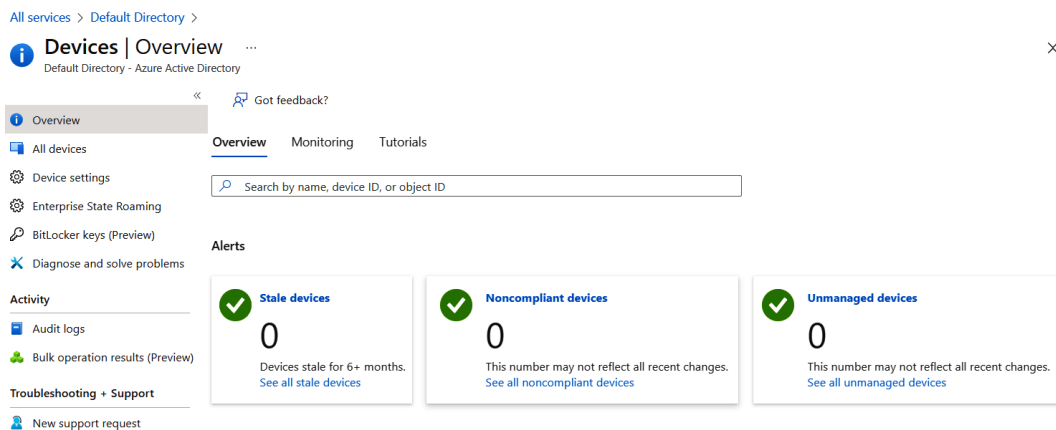 All services > Default Directory >
Devices | Overview ...
Default Directory - Azure Active Directory
«
Overview
All devices
Device settings
Enterprise State Roaming
BitLocker keys (Preview)
Diagnose and solve problems
Activity
Audit logs
Bulk operation results (Preview)
Troubleshooting + Support
New support request
Got feedback?
Overview Monitoring Tutorials
Search by name, device ID, or object ID
Alerts
Stale devices
0
Devices stale for 6+ months.
See all stale devices
Noncompliant devices
0
This number may not reflect all recent changes.
See all noncompliant devices
Unmanaged devices
0
This number may not reflect all recent changes.
See all unmanaged devices